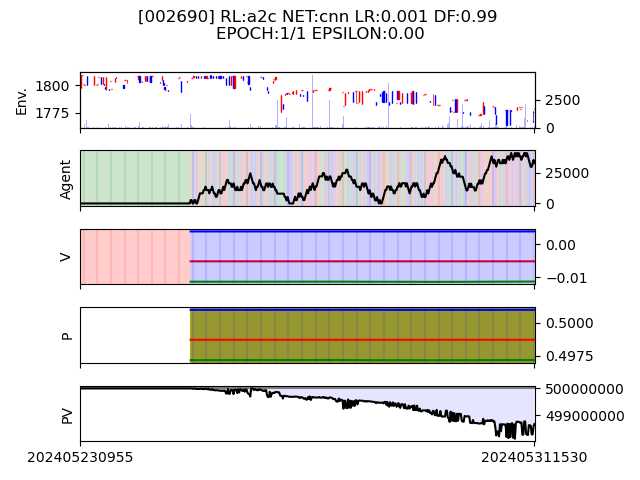 [002690] RL:a2c NET:cnn LR:0.001 DF:0.99
EPOCH:1/1 EPSILON:0.00
Env.
1800
1775
2500
0
Agent
25000
0
V
0.00
−0.01
P
0.5000
0.4975
PV
500000000
499000000
202405230955
202405311530